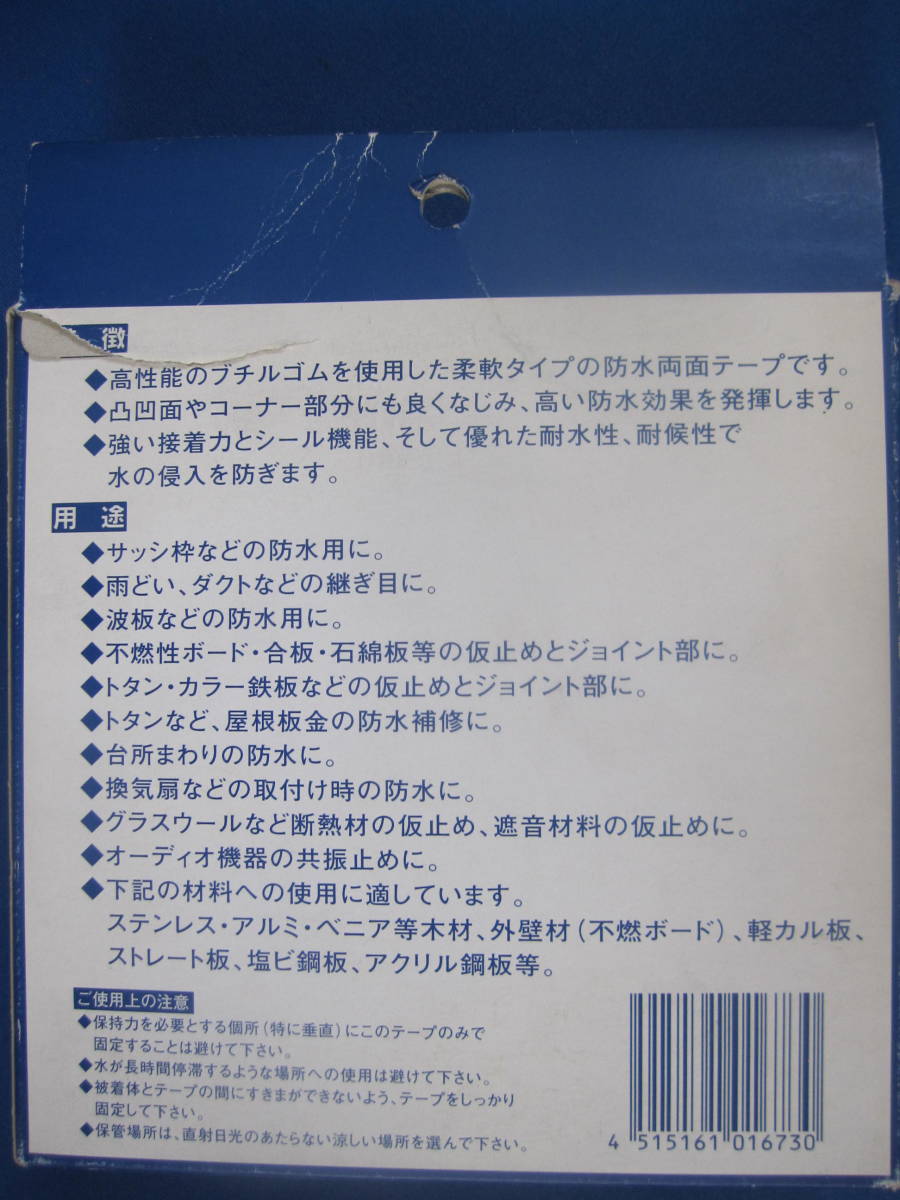 徴
◆高性能のブチルゴムを使用した柔軟タイプの防水両面テープです。
◆凸凹面やコーナー部分にも良くなじみ、高い防水効果を発揮します。
◆強い接着力とシール機能、そして優れた耐水性、耐候性で
水の侵入を防ぎます。
用途
◆サッシ枠などの防水用に。
◆雨どい、ダクトなどの継ぎ目に。
◆波板などの防水用に。
◆不燃性ボード・合板・石綿板等の仮止めとジョイント部に。
◆トタン・カラー鉄板などの仮止めとジョイント部に。
◆トタンなど、屋根板金の防水補修に。
◆台所まわりの防水に。
◆換気扇などの取付け時の防水に。
◆グラスウールなど断熱材の仮止め、遮音材料の仮止めに。
◆オーディオ機器の共振止めに。
◆下記の材料への使用に適しています。
ステンレス・アルミ・ベニア等木材、外壁材(不燃ボード)、軽カル板、
ストレート板、塩ビ鋼板、アクリル鋼板等。
ご使用上の注意
◆保持力を必要とする個所(特に垂直)にこのテープのみで
固定することは避けて下さい。
◆水が長時間停滞するような場所への使用は避けて下さい。
◆被着体とテープの間にすきまができないよう、テープをしっかり
固定して下さい。
◆保管場所は、直射日光のあたらない涼しい場所を選んで下さい。
4 515161 016730